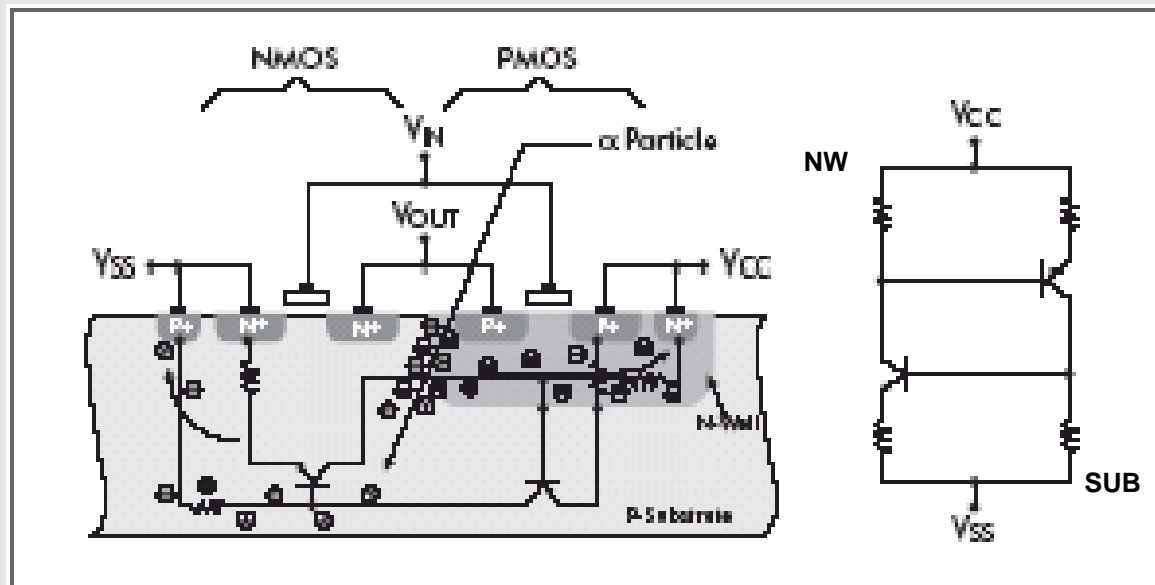 NMOS
PMOS
VIN
α Particle
VOUT
VSS
VCC
P+
N+
N+
P+
P+
N+
N-Well
P-Substrate
VCC
NW
SUB
VSS